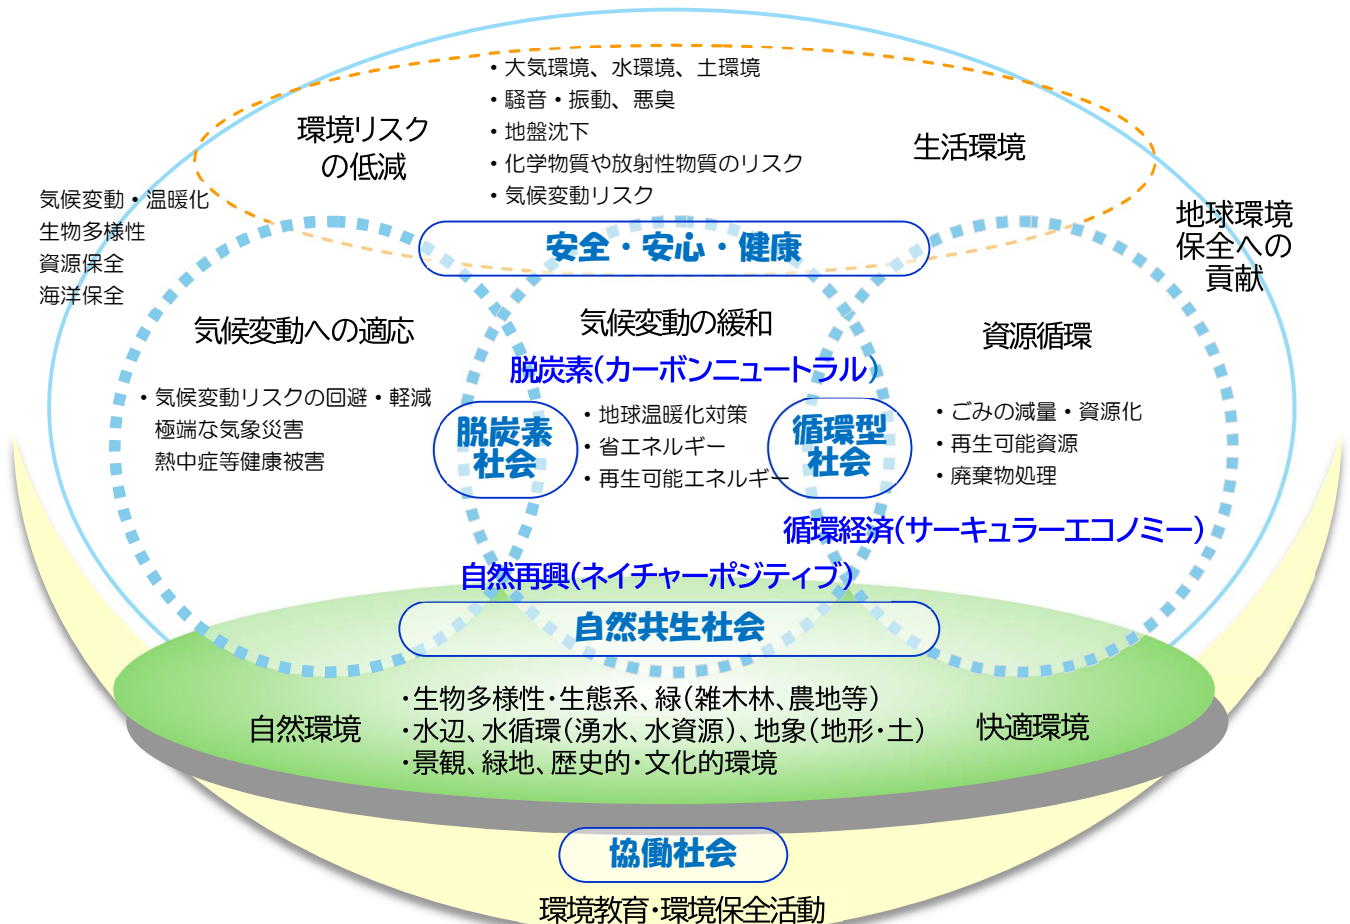 ・大気環境、水環境、土環境
・騒音・振動、悪臭
・地盤沈下
・化学物質や放射性物質のリスク
・気候変動リスク
環境リスク
の低減
生活環境
気候変動・温暖化
生物多様性
資源保全
海洋保全
地球環境
保全への
貢献
安全・安心・健康
気候変動への適応
・気候変動リスクの回避・軽減
極端な気象災害
熱中症等健康被害
気候変動の緩和
脱炭素(カーボンニュートラル)
脱炭素
社会
・地球温暖化対策
・省エネルギー
・再生可能エネルギー
循環型
社会
資源循環
・ごみの減量・資源化
・再生可能資源
・廃棄物処理
循環経済(サーキュラーエコノミー)
自然再興(ネイチャーポジティブ)
自然共生社会
自然環境
・生物多様性・生態系、緑(雑木林、農地等)
・水辺、水循環(湧水、水資源)、地象(地形・土)
・景観、緑地、歴史的・文化的環境
快適環境
協働社会
環境教育・環境保全活動